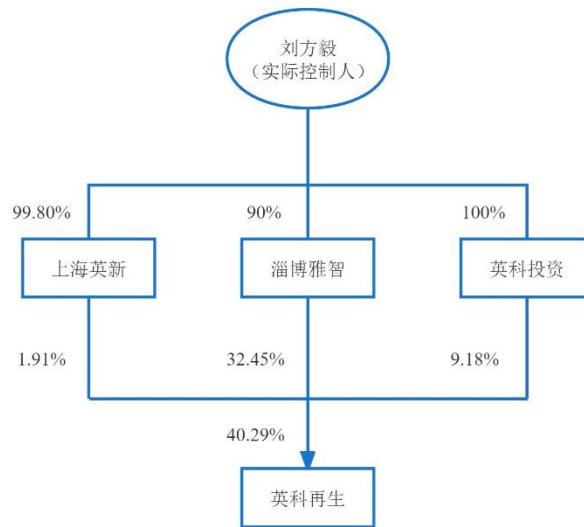 刘方毅
（实际控制人）
99.80%
90%
100%
上海英新
淄博雅智
英科投资
1.91%
32.45%
9.18%
40.29%
英科再生